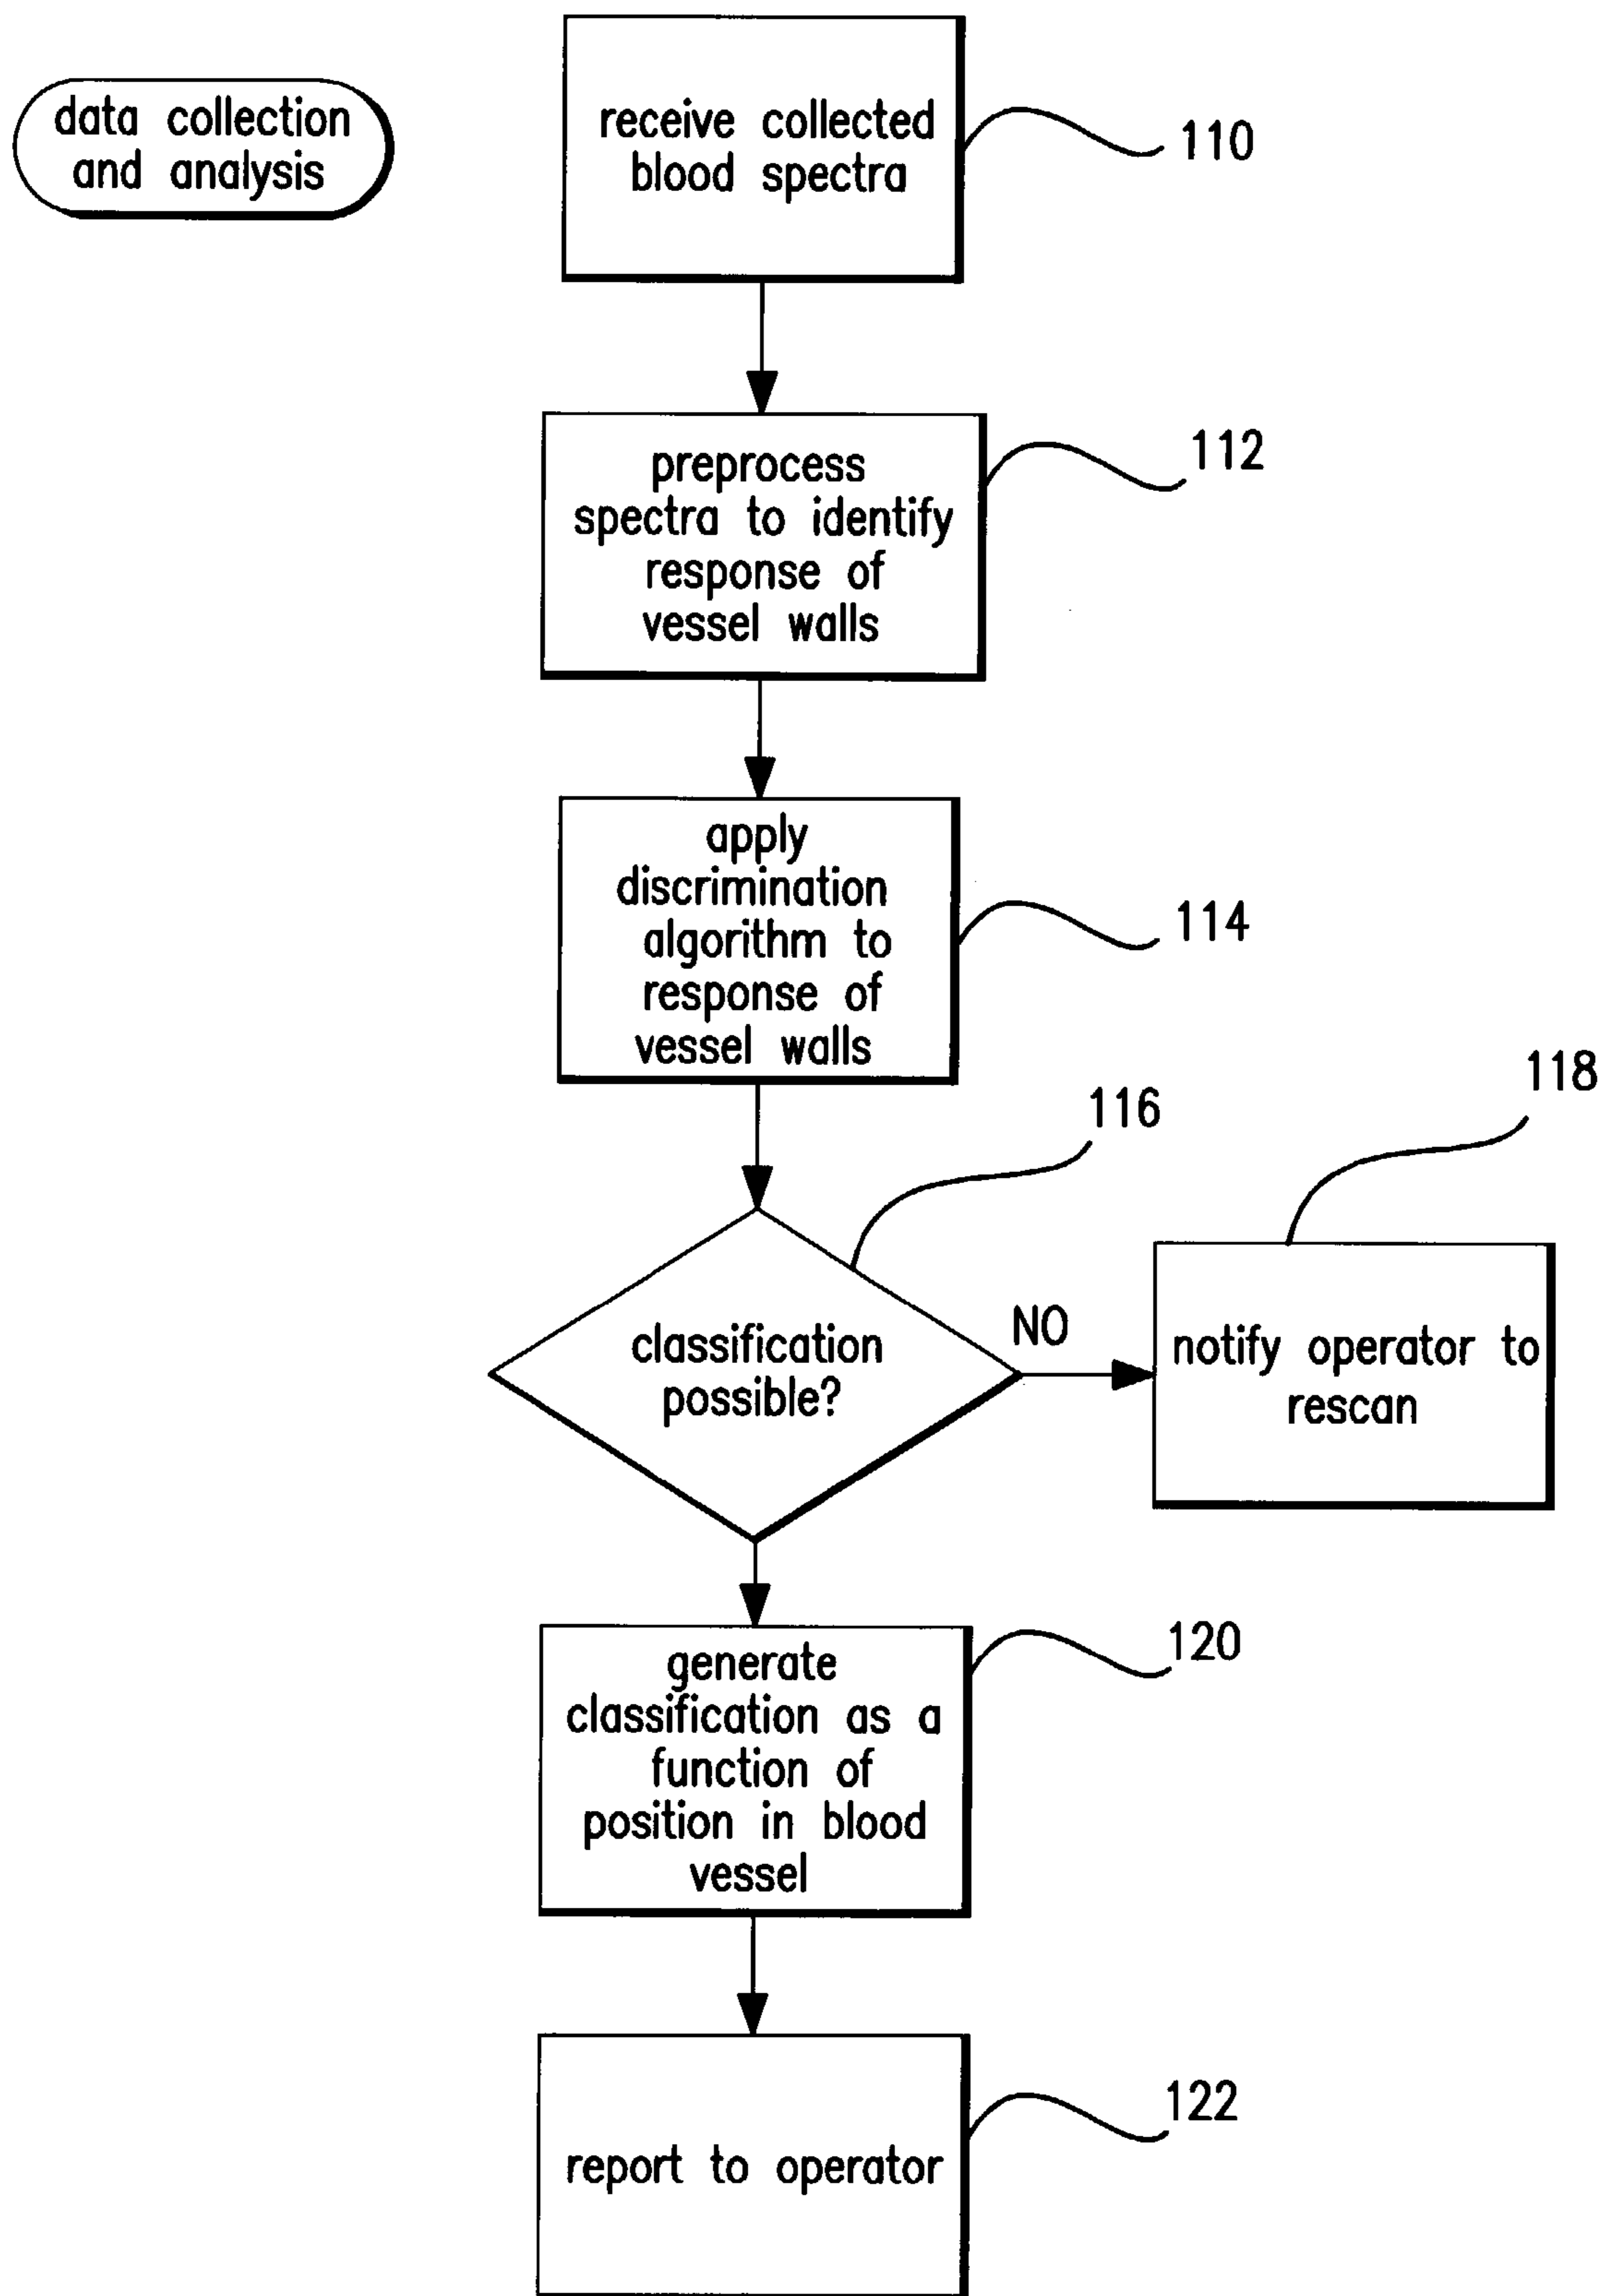 data collection
and analysis
receive collected
blood spectra
110
preprocess
spectra to identify
response of
vessel walls
112
apply
discrimination
algorithm to
response of
vessel walls
114
116
118
classification
possible?
NO
notify operator to
rescan
generate
classification as a
function of
position in blood
vessel
120
report to operator
122